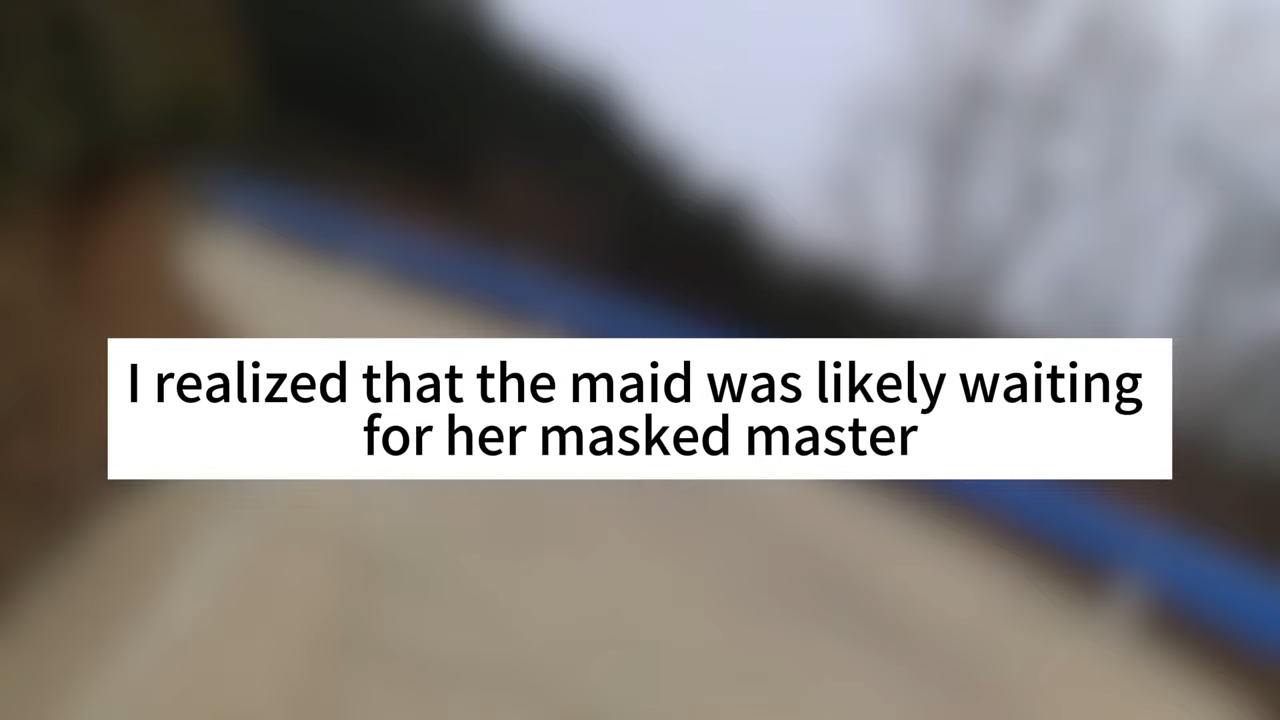 I realized that the maid was likely waiting
for her masked master